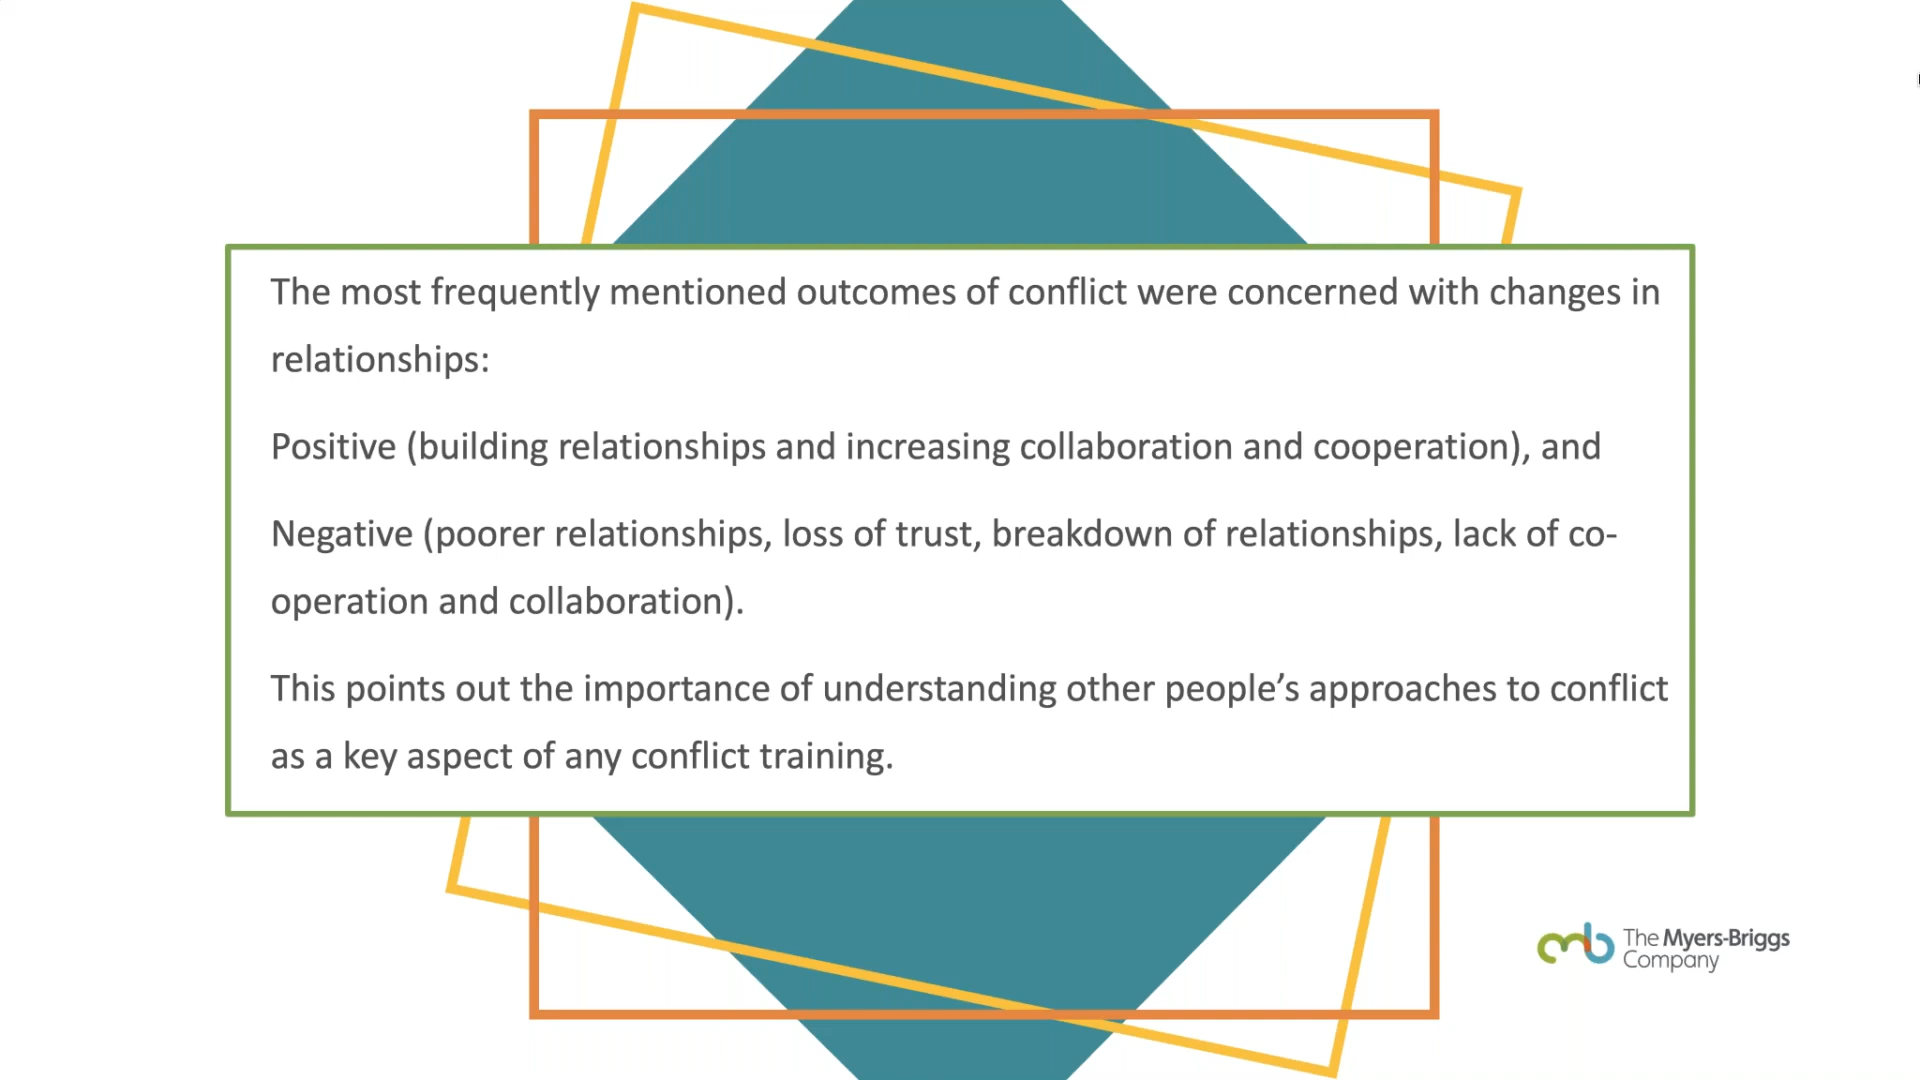 The most frequently mentioned outcomes of conflict were concerned with changes in
relationships:
Positive (building relationships and increasing collaboration and cooperation), and
Negative (poorer relationships, loss of trust, breakdown of relationships, lack of co-
operation and collaboration).
This points out the importance of understanding other people’s approaches to conflict
as a key aspect of any conflict training.
mb The Myers-Briggs
Company